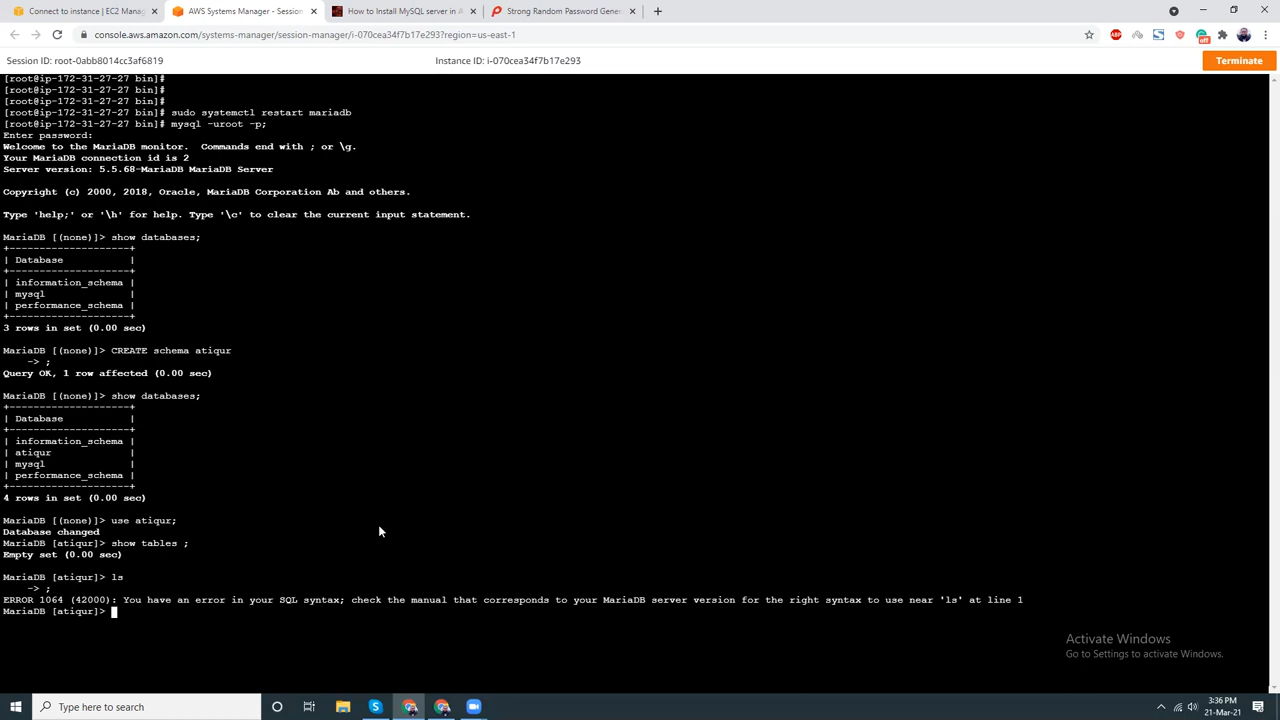 Connect to instance | EC2 Manag
AWS Systems Manager - Session
How to Install MySQL server in A
Strong Random Password Gener
console.aws.amazon.com/systems-manager/session-manager/i-070cea34f7b17e293?region=us-east-1
Session ID: root-0abb8014cc3af6819
Instance ID: i-070cea34f7b17e293
Terminate
[root@ip-172-31-27-27 bin]#
[root@ip-172-31-27-27 bin]#
[root@ip-172-31-27-27 bin]#
[root@ip-172-31-27-27 bin]# sudo systemctl restart mariadb
[root@ip-172-31-27-27 bin]# mysql -uroot -p;
Enter password:
Welcome to the MariaDB monitor.  Commands end with ; or \g.
Your MariaDB connection id is 2
Server version: 5.5.68-MariaDB MariaDB Server
Copyright (c) 2000, 2018, Oracle, MariaDB Corporation Ab and others.
Type 'help;' or '\h' for help. Type '\c' to clear the current input statement.
MariaDB [(none)]> show databases;
+--------------------+
| Database           |
+--------------------+
| information_schema |
| mysql              |
| performance_schema |
+--------------------+
3 rows in set (0.00 sec)
MariaDB [(none)]> CREATE schema atiqur
    -> ;
Query OK, 1 row affected (0.00 sec)
MariaDB [(none)]> show databases;
+--------------------+
| Database           |
+--------------------+
| information_schema |
| atiqur             |
| mysql              |
| performance_schema |
+--------------------+
4 rows in set (0.00 sec)
MariaDB [(none)]> use atiqur;
Database changed
MariaDB [atiqur]> show tables ;
Empty set (0.00 sec)
MariaDB [atiqur]> ls
    -> ;
ERROR 1064 (42000): You have an error in your SQL syntax; check the manual that corresponds to your MariaDB server version for the right syntax to use near 'ls' at line 1
MariaDB [atiqur]>
Activate Windows
Go to Settings to activate Windows.
Type here to search
3:36 PM
21-Mar-21